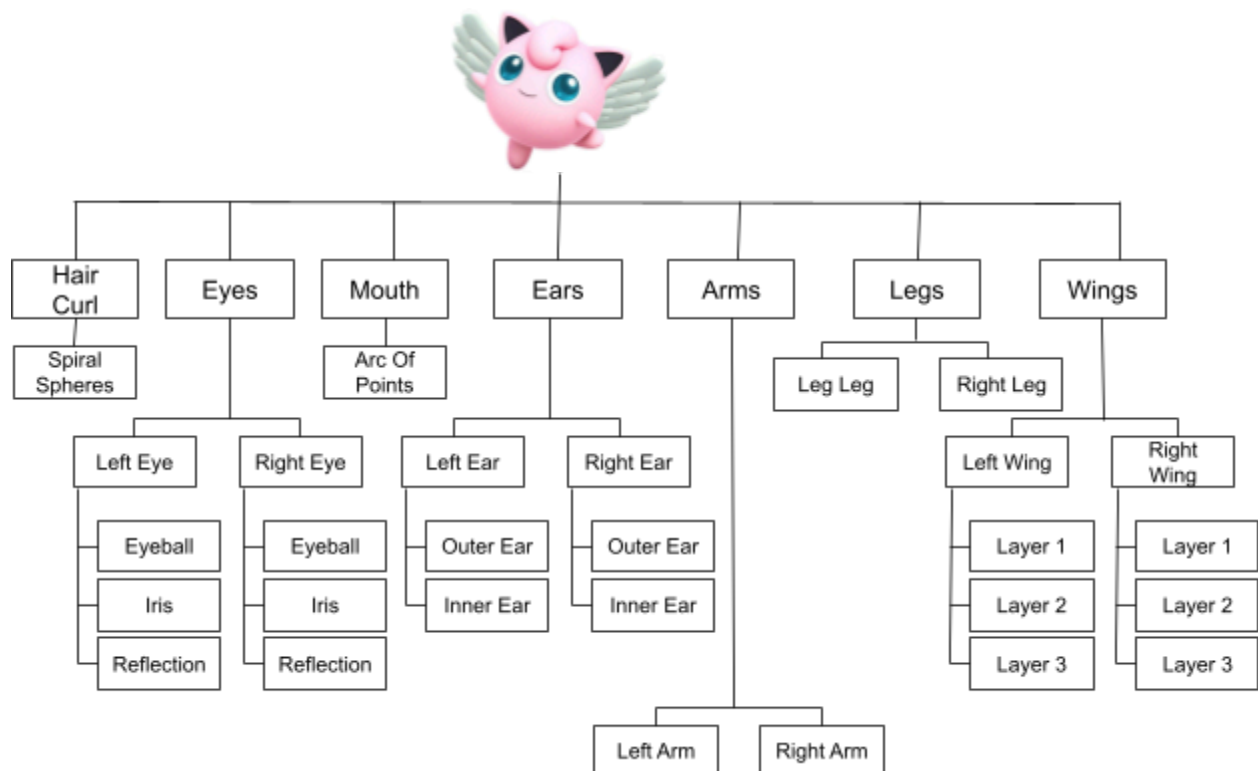 Hair
Curl
Eyes
Mouth
Ears
Arms
Legs
Wings
Spiral
Spheres
Arc Of
Points
Leg Leg
Right Leg
Left Eye
Right Eye
Left Ear
Right Ear
Left Wing
Right
Wing
Eyeball
Eyeball
Outer Ear
Outer Ear
Layer 1
Layer 1
Iris
Iris
Inner Ear
Inner Ear
Layer 2
Layer 2
Reflection
Reflection
Layer 3
Layer 3
Left Arm
Right Arm